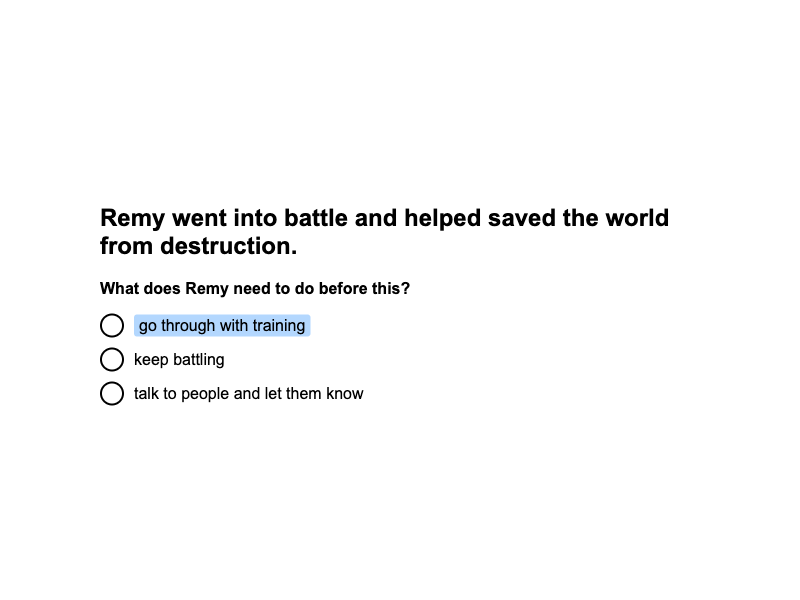 Remy went into battle and helped saved the world
from destruction.
What does Remy need to do before this?
go through with training
keep battling
talk to people and let them know